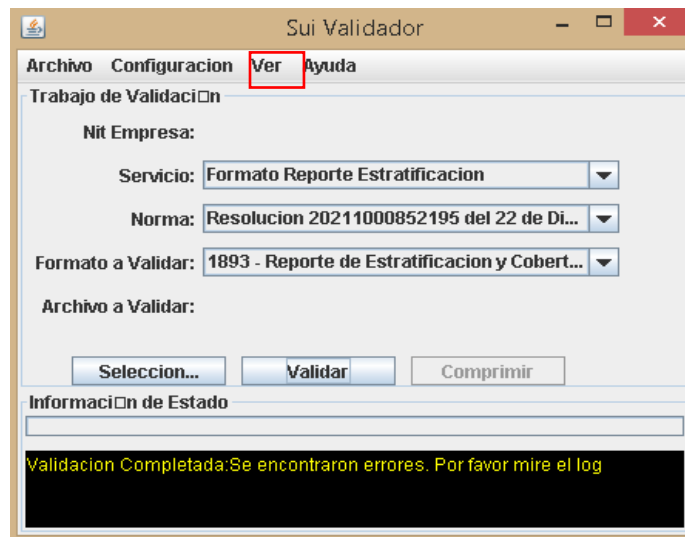 Sui Validador
Archivo Configuracion Ver Ayuda
Trabajo de Validaci□n
Nit Empresa:
Servicio: Formato Reporte Estratificacion
Norma: Resolucion 20211000852195 del 22 de Di...
Formato a Validar: 1893 - Reporte de Estratificacion y Cobert...
Archivo a Validar:
Seleccion... Validar Comprimir
Informaci□n de Estado
Validacion Completada:Se encontraron errores. Por favor mire el log